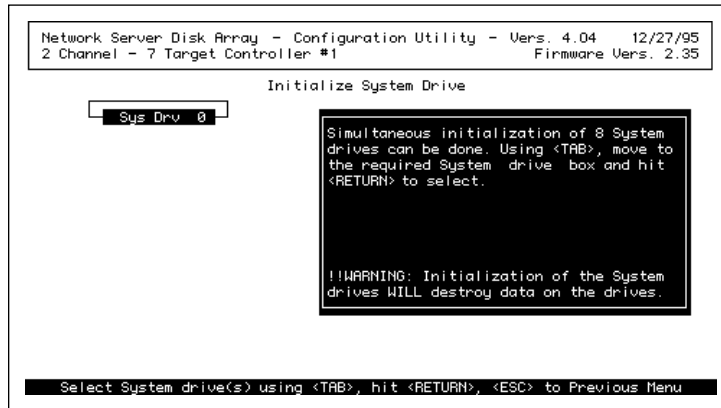 Network Server Disk Array - Configuration Utility - Vers. 4.04 12/27/95
2 Channel - 7 Target Controller #1 Firmware Vers. 2.35
Initialize System Drive
Sys Drv 0
Simultaneous initialization of 8 System
drives can be done. Using <TAB>, move to
the required System drive box and hit
<RETURN> to select.
!!WARNING: Initialization of the System
drives WILL destroy data on the drives.
Select System drive(s) using <TAB>, hit <RETURN>, <ESC> to Previous Menu